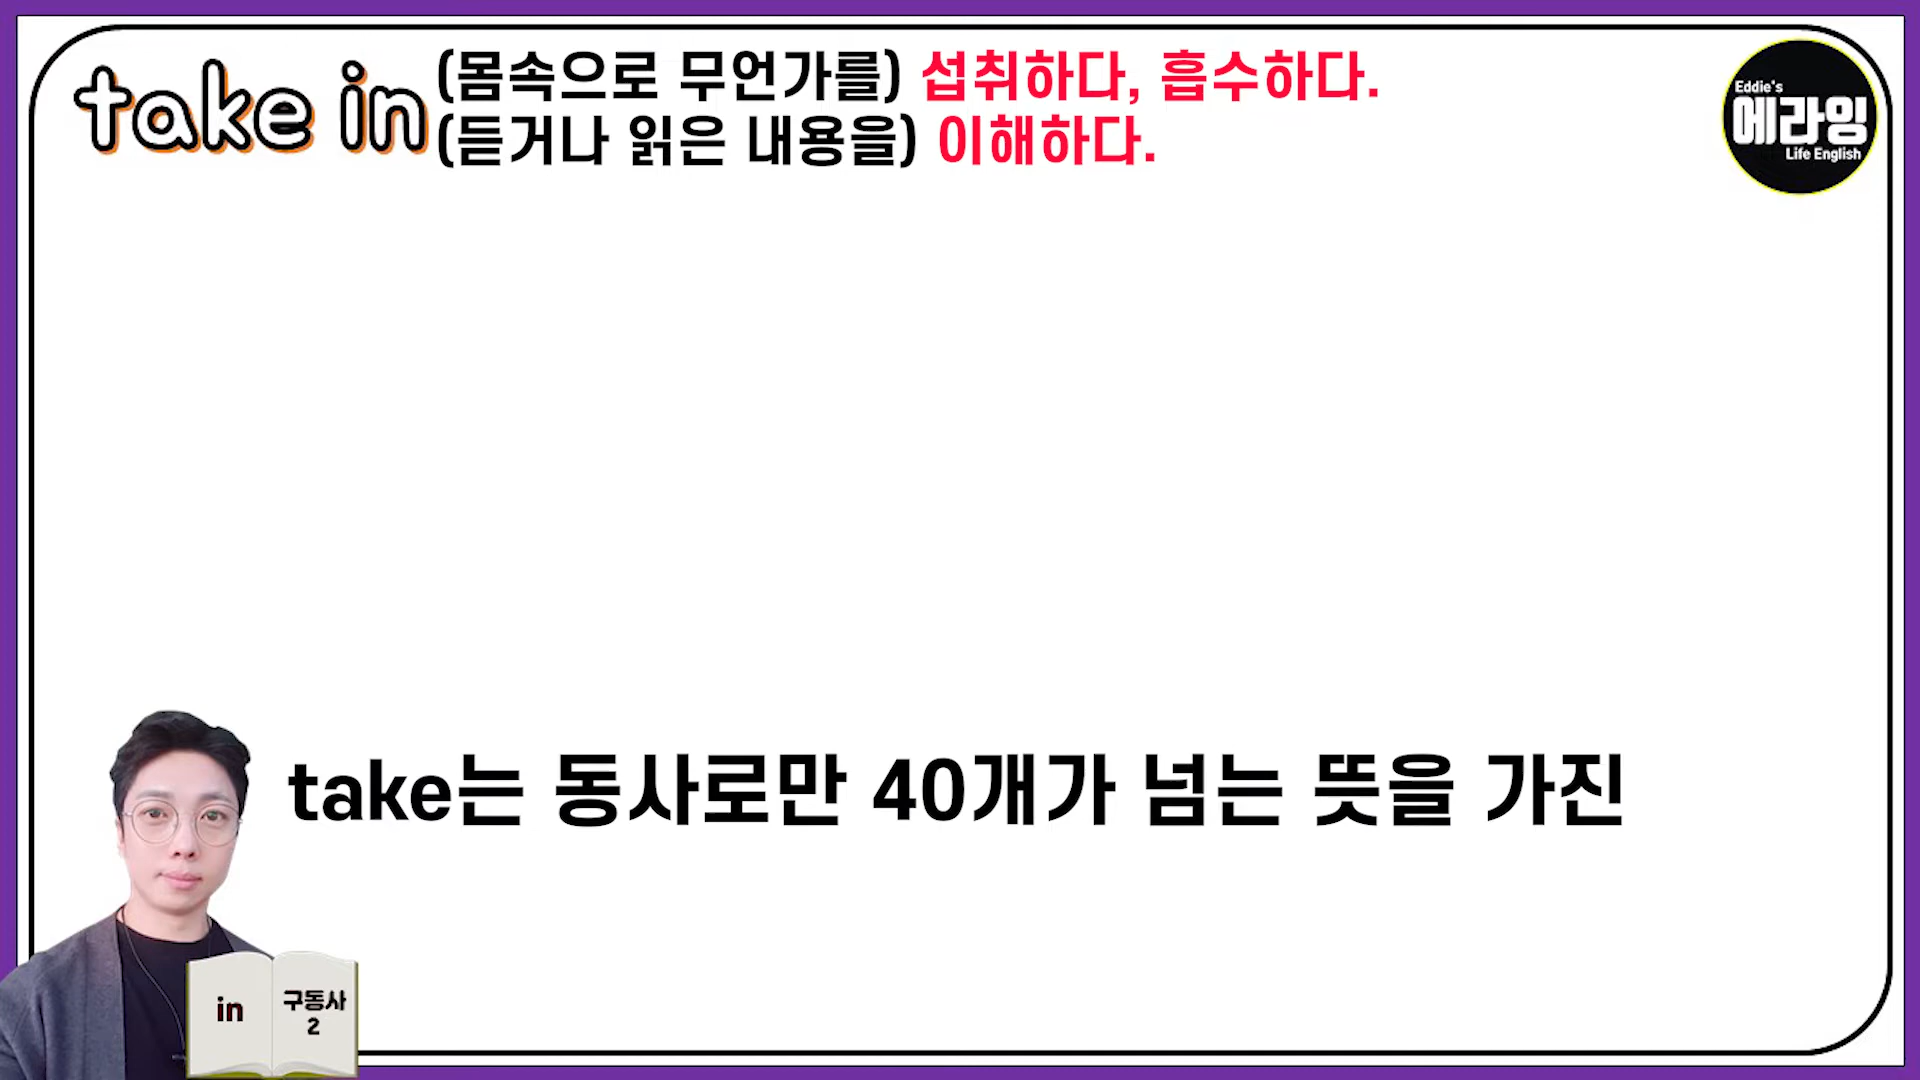 take in
(몸속으로 무언가를) 섭취하다, 흡수하다.
(듣거나 읽은 내용을) 이해하다.
Eddie's
에라잉
Life English
take는 동사로만 40개가 넘는 뜻을 가진
in
구동사
2